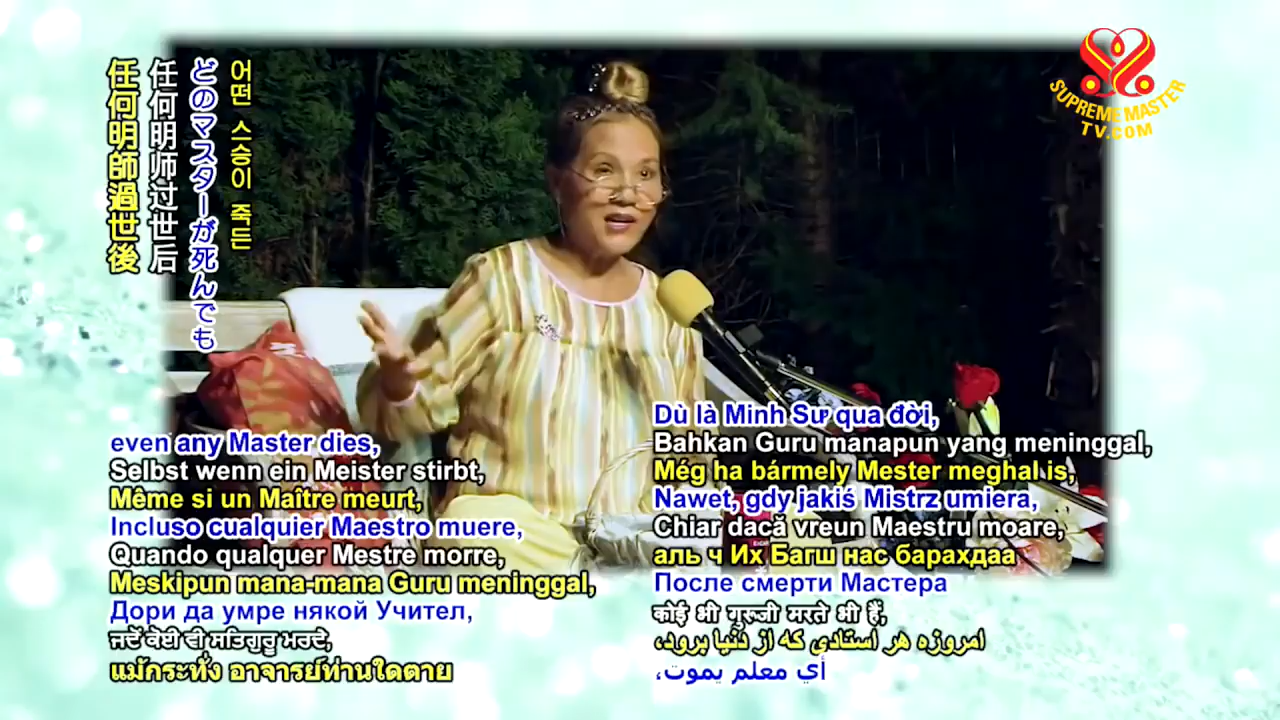 어떤 스승이 죽든
どのマスターが死んでも
任何明师过世后
任何明師過世後
SUPREME MASTER
TV.COM
even any Master dies,
Selbst wenn ein Meister stirbt,
Même si un Maître meurt,
Incluso cualquier Maestro muere,
Quando qualquer Mestre morre,
Meskipun mana-mana Guru meninggal,
Дори да умре някой Учител,
ਜਦੋਂ ਕੋਈ ਵੀ ਸਤਿਗੁਰੂ ਮਰਦੇ,
แม้กระทั่ง อาจารย์ท่านใดตาย
Dù là Minh Sư qua đời,
Bahkan Guru manapun yang meninggal,
Még ha bármely Mester meghal is,
Nawet, gdy jakiś Mistrz umiera,
Chiar dacă vreun Maestru moare,
аль ч Их Багш нас барахдаа
После смерти Мастера
कोई भी गुरूजी मरते भी हैं,
امروزه هر استادی که از دنیا برود،
أي معلم يموت،